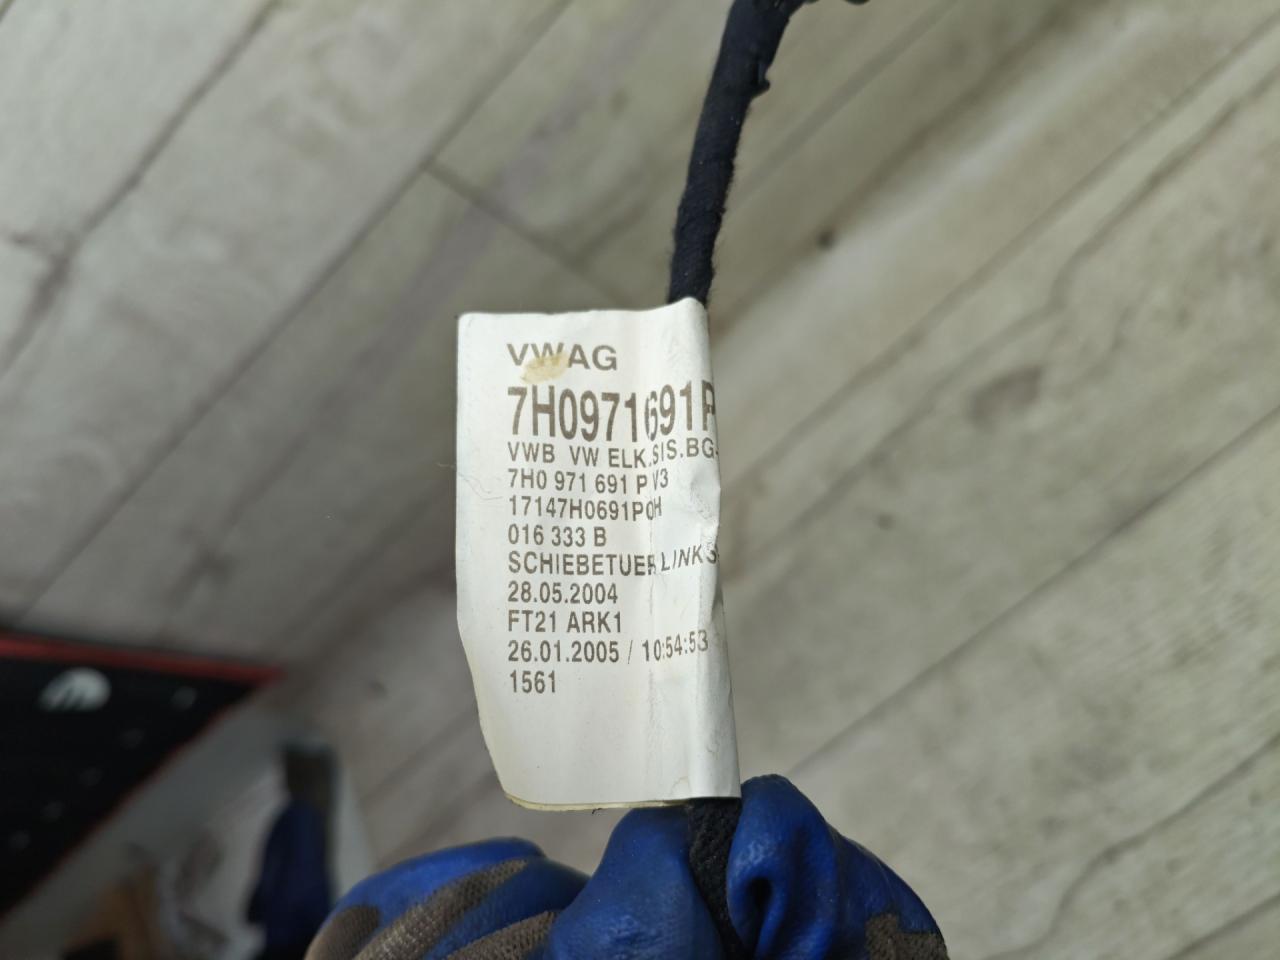 VWAG
7H0971691P
VWB VW ELK.SIS.BG-
7H0 971 691 P V3
17147H0691P0H
016 333 B
SCHIEBETUER LINKS-
28.05.2004
FT21 ARK1
26.01.2005 / 10:54:53
1561